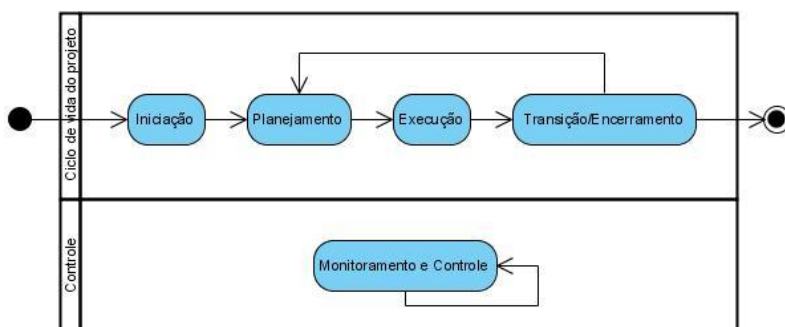 Ciclo de vida do projeto
Iniciação
Planejamento
Execução
Transição/Encerramento
Controle
Monitoramento e Controle